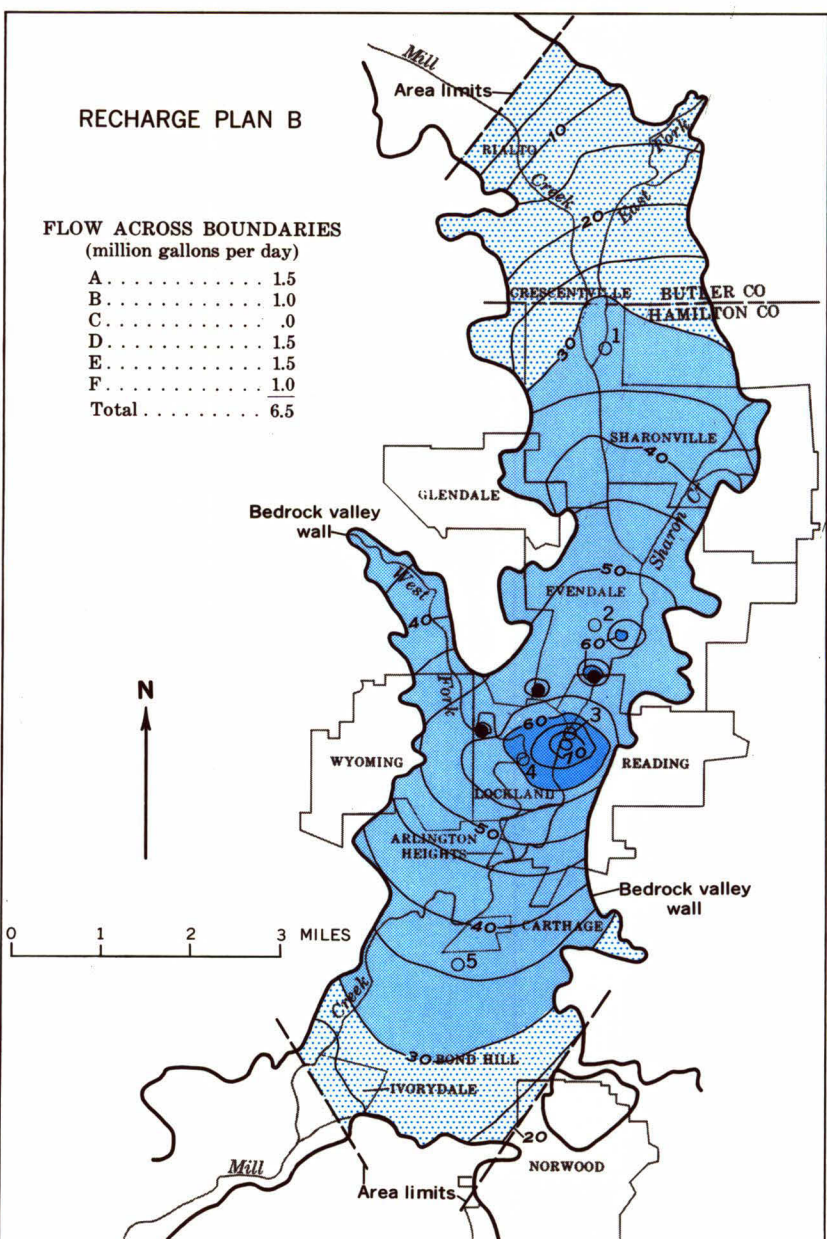 RECHARGE PLAN B
FLOW ACROSS BOUNDARIES
(million gallons per day)
A............. 1.5
B............. 1.0
C............. .0
D............. 1.5
E............. 1.5
F............. 1.0
Total.......... 6.5
Mill
Area limits
RIALTO
10
Fork
Creek
East
20
CRESCENTVILLE
BUTLER CO
HAMILTON CO
30
1
SHARONVILLE
40
GLENDALE
Sharon Cr
Bedrock valley
wall
West
50
EVENDALE
40
2
60
N
Fork
60
3
70
WYOMING
4
READING
LOCKLAND
50
ARLINGTON
HEIGHTS
Bedrock valley
wall
40
CARTHAGE
0 1 2 3 MILES
5
Creek
30
BOND HILL
IVORYDALE
20
Mill
NORWOOD
Area limits